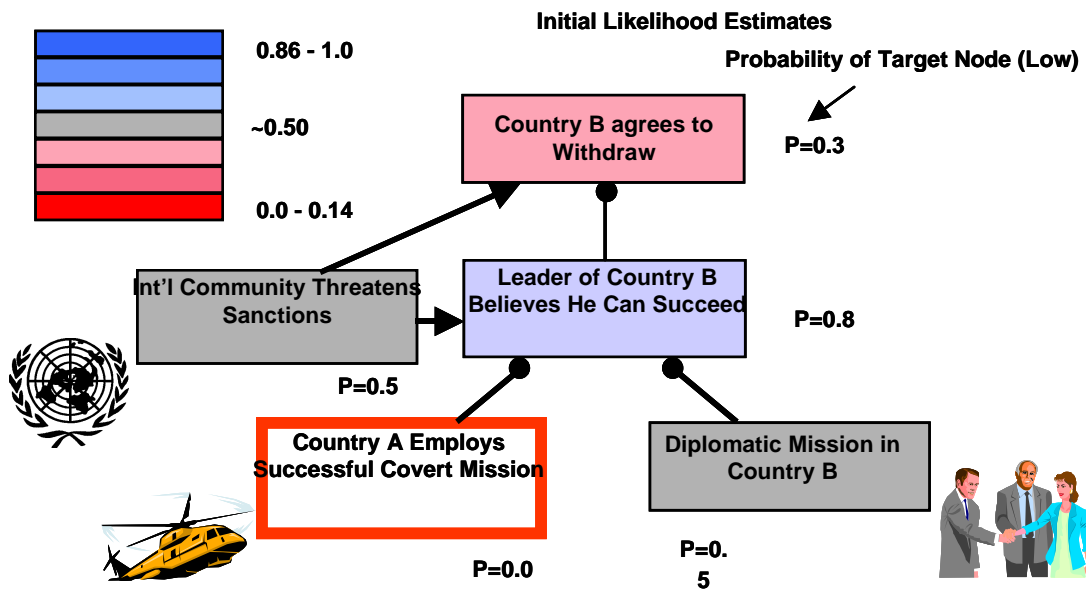 Initial Likelihood Estimates
0.86 - 1.0
Probability of Target Node (Low)
~0.50
Country B agrees to
Withdraw
P=0.3
0.0 - 0.14
Int'l Community Threatens
Sanctions
Leader of Country B
Believes He Can Succeed
P=0.8
P=0.5
Country A Employs
Successful Covert Mission
Diplomatic Mission in
Country B
P=0.0
P=0.
5